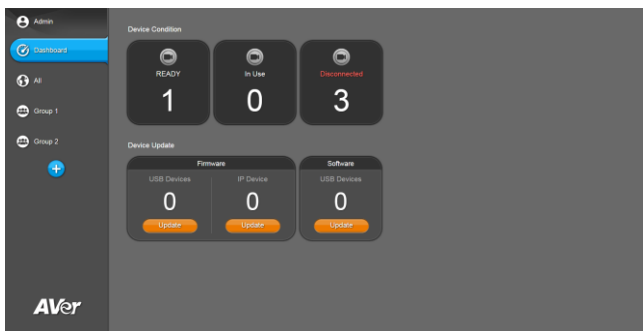 Admin
Dashboard
All
Group 1
Group 2
+
AVer
Device Condition
READY
1
In Use
0
Disconnected
3
Device Update
Firmware
USB Devices
0
Update
IP Device
0
Update
Software
USB Devices
0
Update